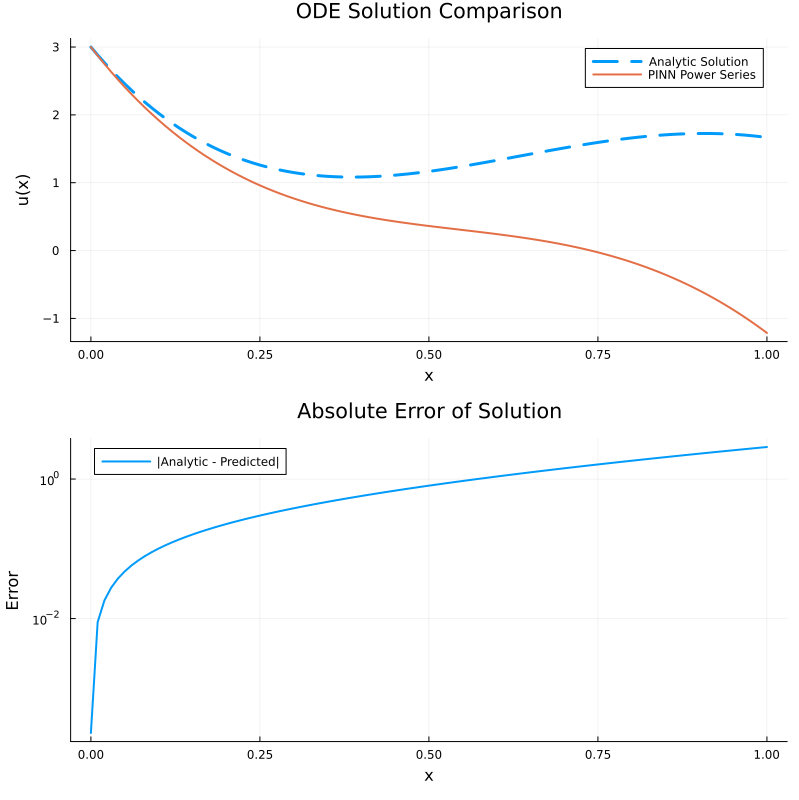 ODE Solution Comparison
Analytic Solution
PINN Power Series
3
2
1
0
−1
u(x)
0.00 0.25 0.50 0.75 1.00
x
Absolute Error of Solution
|Analytic - Predicted|
10⁰
10⁻²
Error
0.00 0.25 0.50 0.75 1.00
x